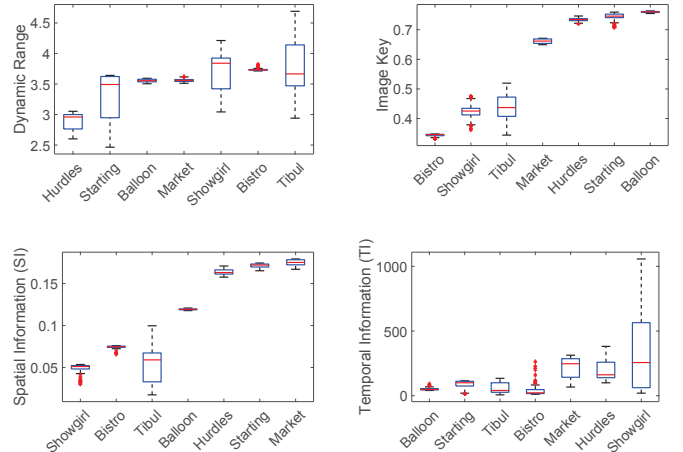 Dynamic Range
4.5
4
3.5
3
2.5
Hurdles
Starting
Balloon
Market
Showgirl
Bistro
Tibul
Image Key
0.7
0.6
0.5
0.4
Bistro
Showgirl
Tibul
Market
Hurdles
Starting
Balloon
Spatial Information (SI)
0.15
0.1
0.05
Showgirl
Bistro
Tibul
Balloon
Hurdles
Starting
Market
Temporal Information (TI)
1000
500
0
Balloon
Starting
Tibul
Bistro
Market
Hurdles
Showgirl